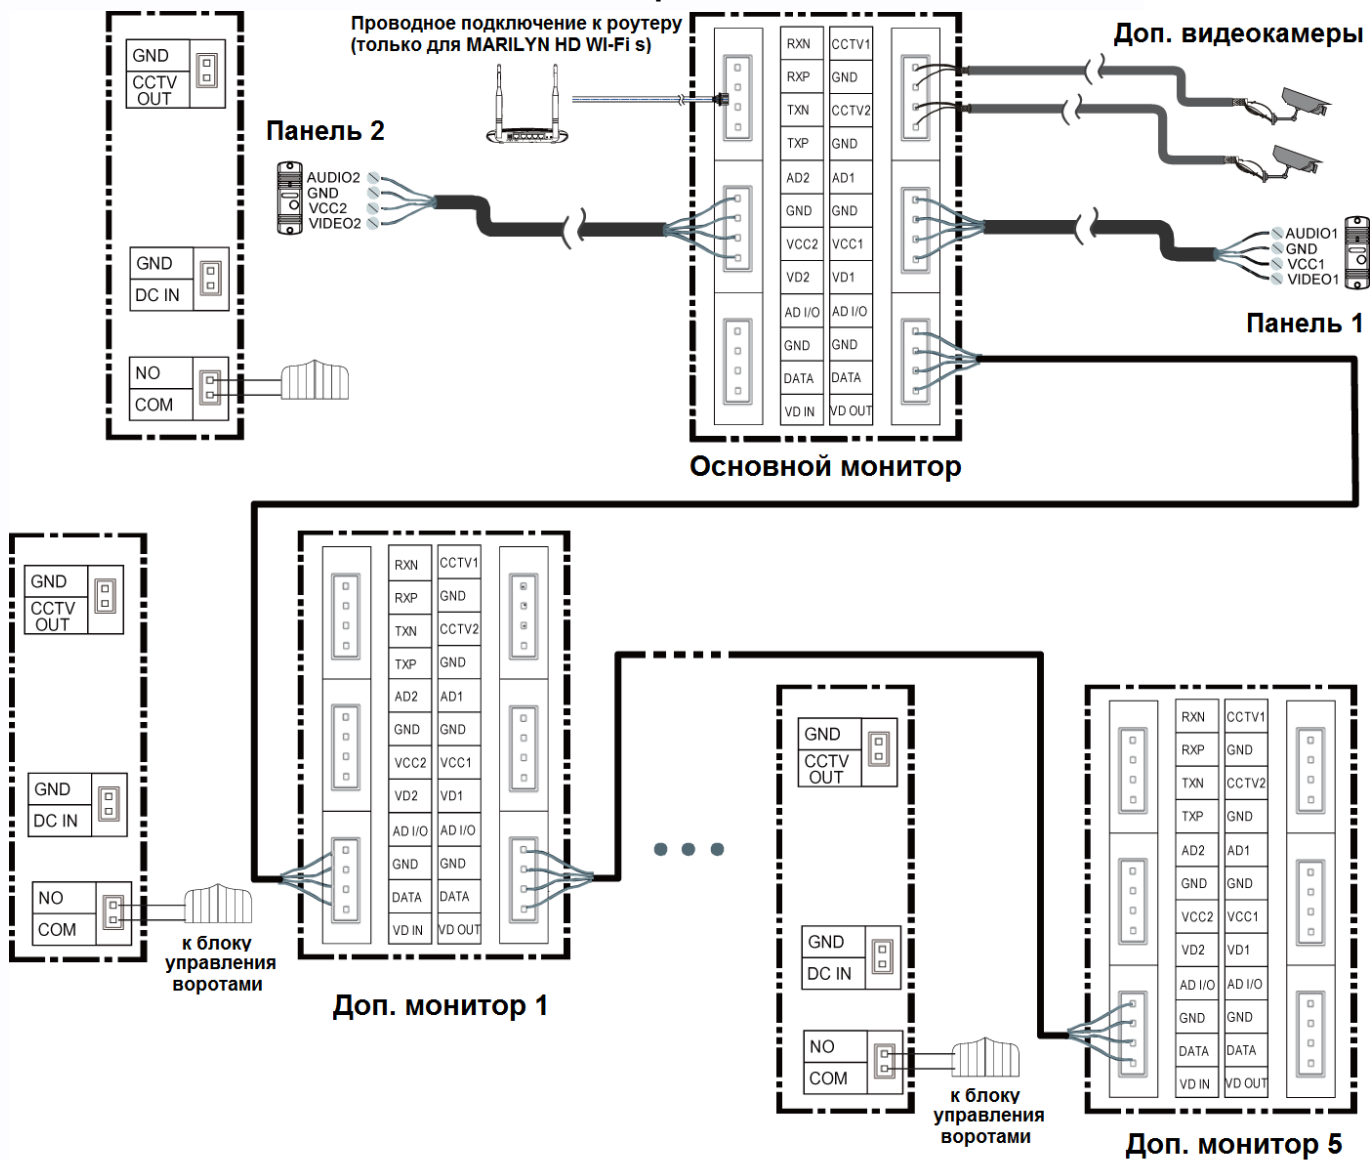 Проводное подключение к роутеру
(только для MARILYN HD WI-Fi s)
Доп. видеокамеры
GND
CCTV
OUT
GND
DC IN
NO
COM
Панель 2
AUDIO2
GND
VCC2
VIDEO2
RXN CCTV1
RXP GND
TXN CCTV2
TXP GND
AD2 AD1
GND GND
VCC2 VCC1
VD2 VD1
AD I/O AD I/O
GND GND
DATA DATA
VD IN VD OUT
Основной монитор
AUDIO1
GND
VCC1
VIDEO1
Панель 1
GND
CCTV
OUT
GND
DC IN
NO
COM
к блоку
управления
воротами
RXN CCTV1
RXP GND
TXN CCTV2
TXP GND
AD2 AD1
GND GND
VCC2 VCC1
VD2 VD1
AD I/O AD I/O
GND GND
DATA DATA
VD IN VD OUT
Доп. монитор 1
GND
CCTV
OUT
GND
DC IN
NO
COM
к блоку
управления
воротами
RXN CCTV1
RXP GND
TXN CCTV2
TXP GND
AD2 AD1
GND GND
VCC2 VCC1
VD2 VD1
AD I/O AD I/O
GND GND
DATA DATA
VD IN VD OUT
Доп. монитор 5